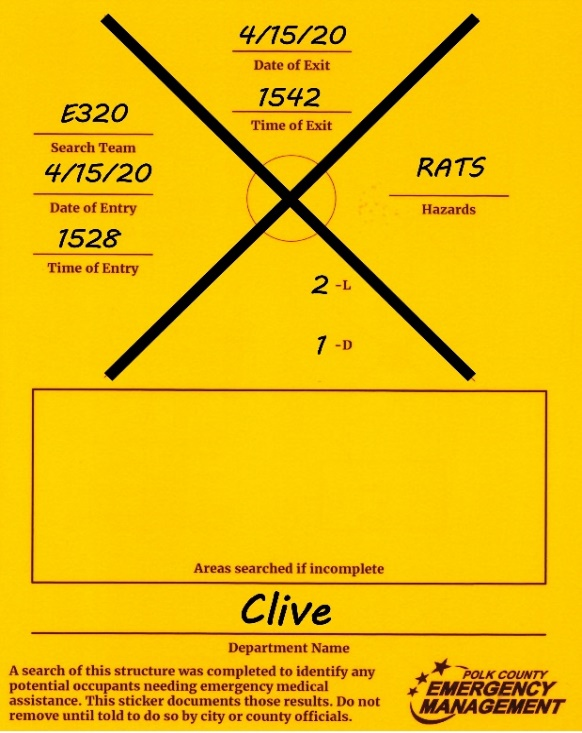 4/15/20
Date of Exit
1542
Time of Exit
E320
Search Team
4/15/20
Date of Entry
1528
Time of Entry
RATS
Hazards
2 -L
1 -D
Areas searched if incomplete
Clive
Department Name
A search of this structure was completed to identify any
potential occupants needing emergency medical
assistance. This sticker documents those results. Do not
remove until told to do so by city or county officials.
POLK COUNTY
EMERGENCY
MANAGEMENT